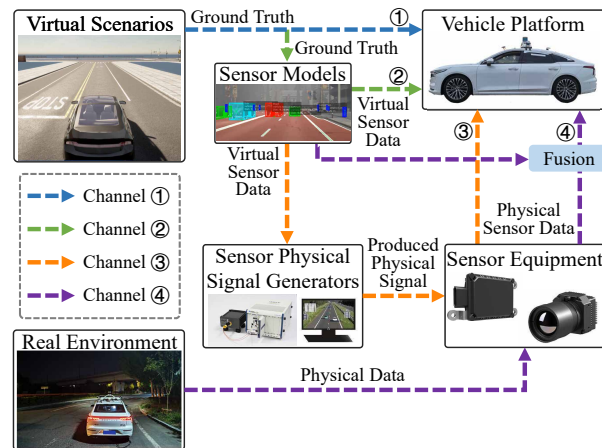 Virtual Scenarios
Ground Truth
①
Vehicle Platform
Ground Truth
Sensor Models
②
Virtual
Sensor
Data
STOP
Virtual
Sensor
Data
③
④
Fusion
Channel ①
Channel ②
Channel ③
Channel ④
Physical
Sensor Data
Sensor Physical
Signal Generators
Produced
Physical
Signal
Sensor Equipment
Real Environment
Physical Data